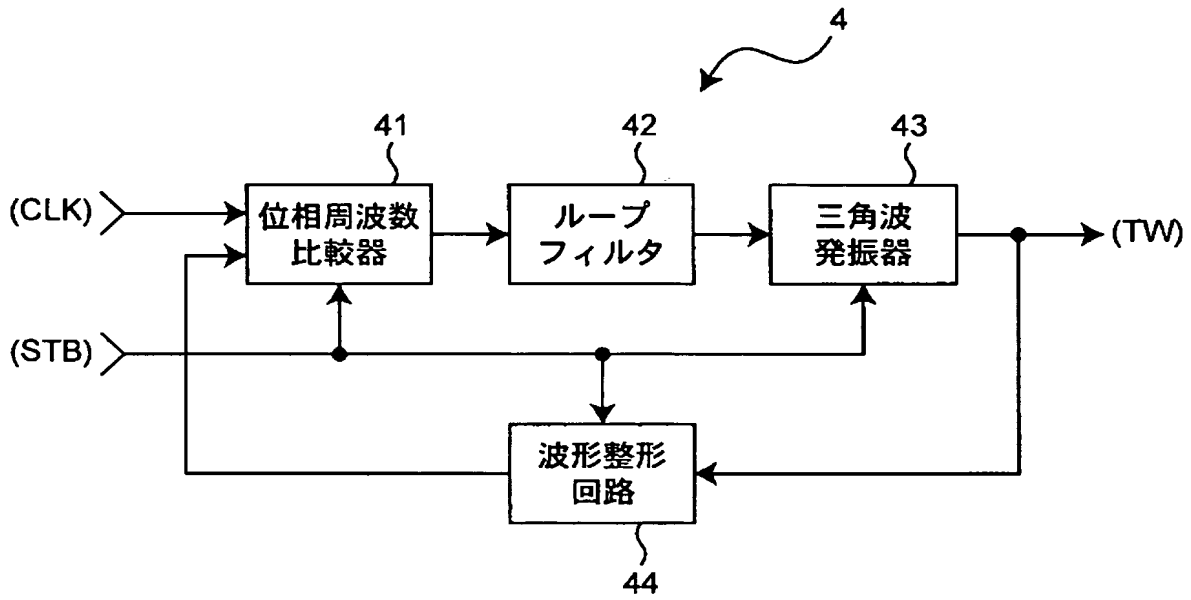 4
41
42
43
(CLK)
位相周波数
比較器
ループ
フィルタ
三角波
発振器
(TW)
(STB)
波形整形
回路
44